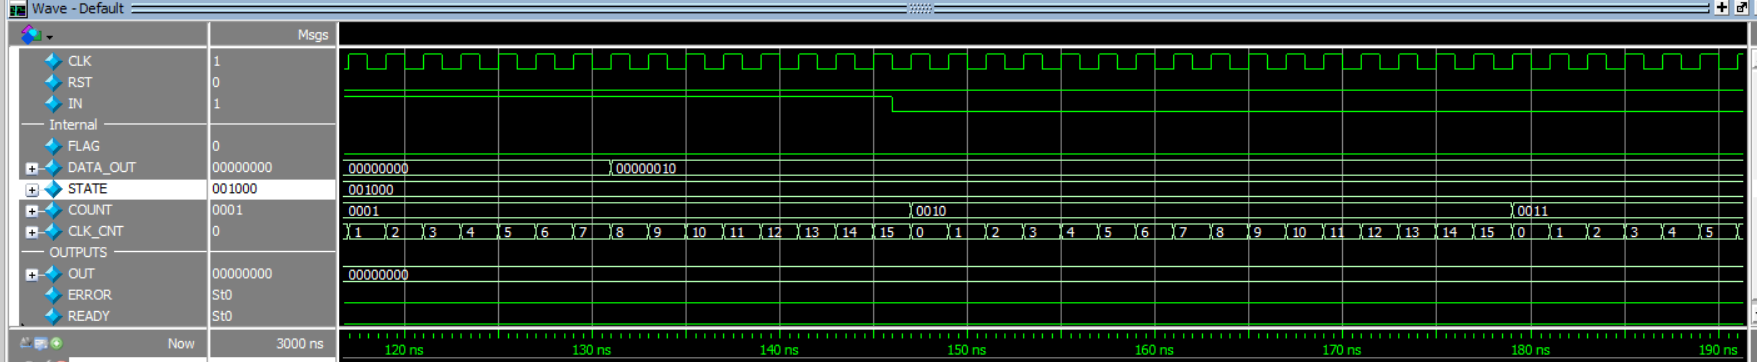 Wave - Default
Msgs
CLK 1
RST 0
IN 1
Internal
FLAG 0
DATA_OUT 00000000 00000000 00000010
STATE 001000 001000
COUNT 0001 0001 0010 0011
CLK_CNT 0 1 2 3 4 5 6 7 8 9 10 11 12 13 14 15 0 1 2 3 4 5 6 7 8 9 10 11 12 13 14 15 0 1 2 3 4 5
OUTPUTS
OUT 00000000 00000000
ERROR St0
READY St0
Now 3000 ns 120 ns 130 ns 140 ns 150 ns 160 ns 170 ns 180 ns 190 ns